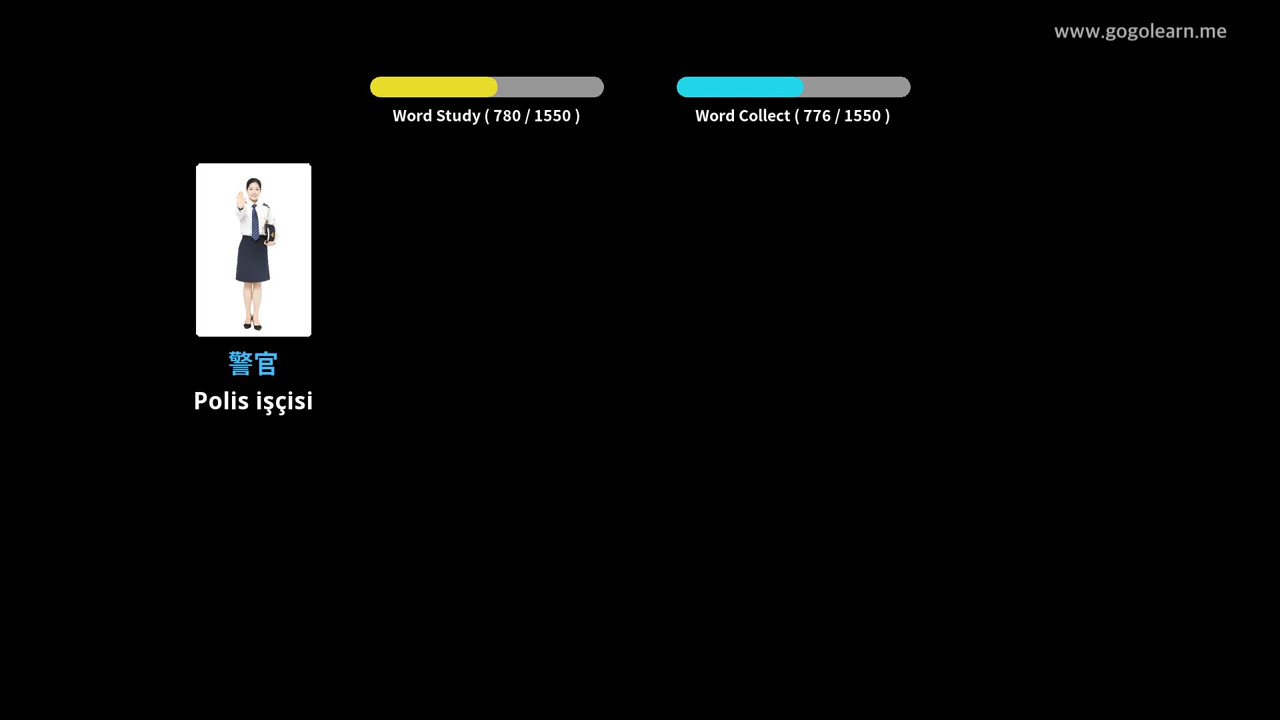 www.gogolearn.me
Word Study ( 780 / 1550 )
Word Collect ( 776 / 1550 )
警官
Polis işçisi